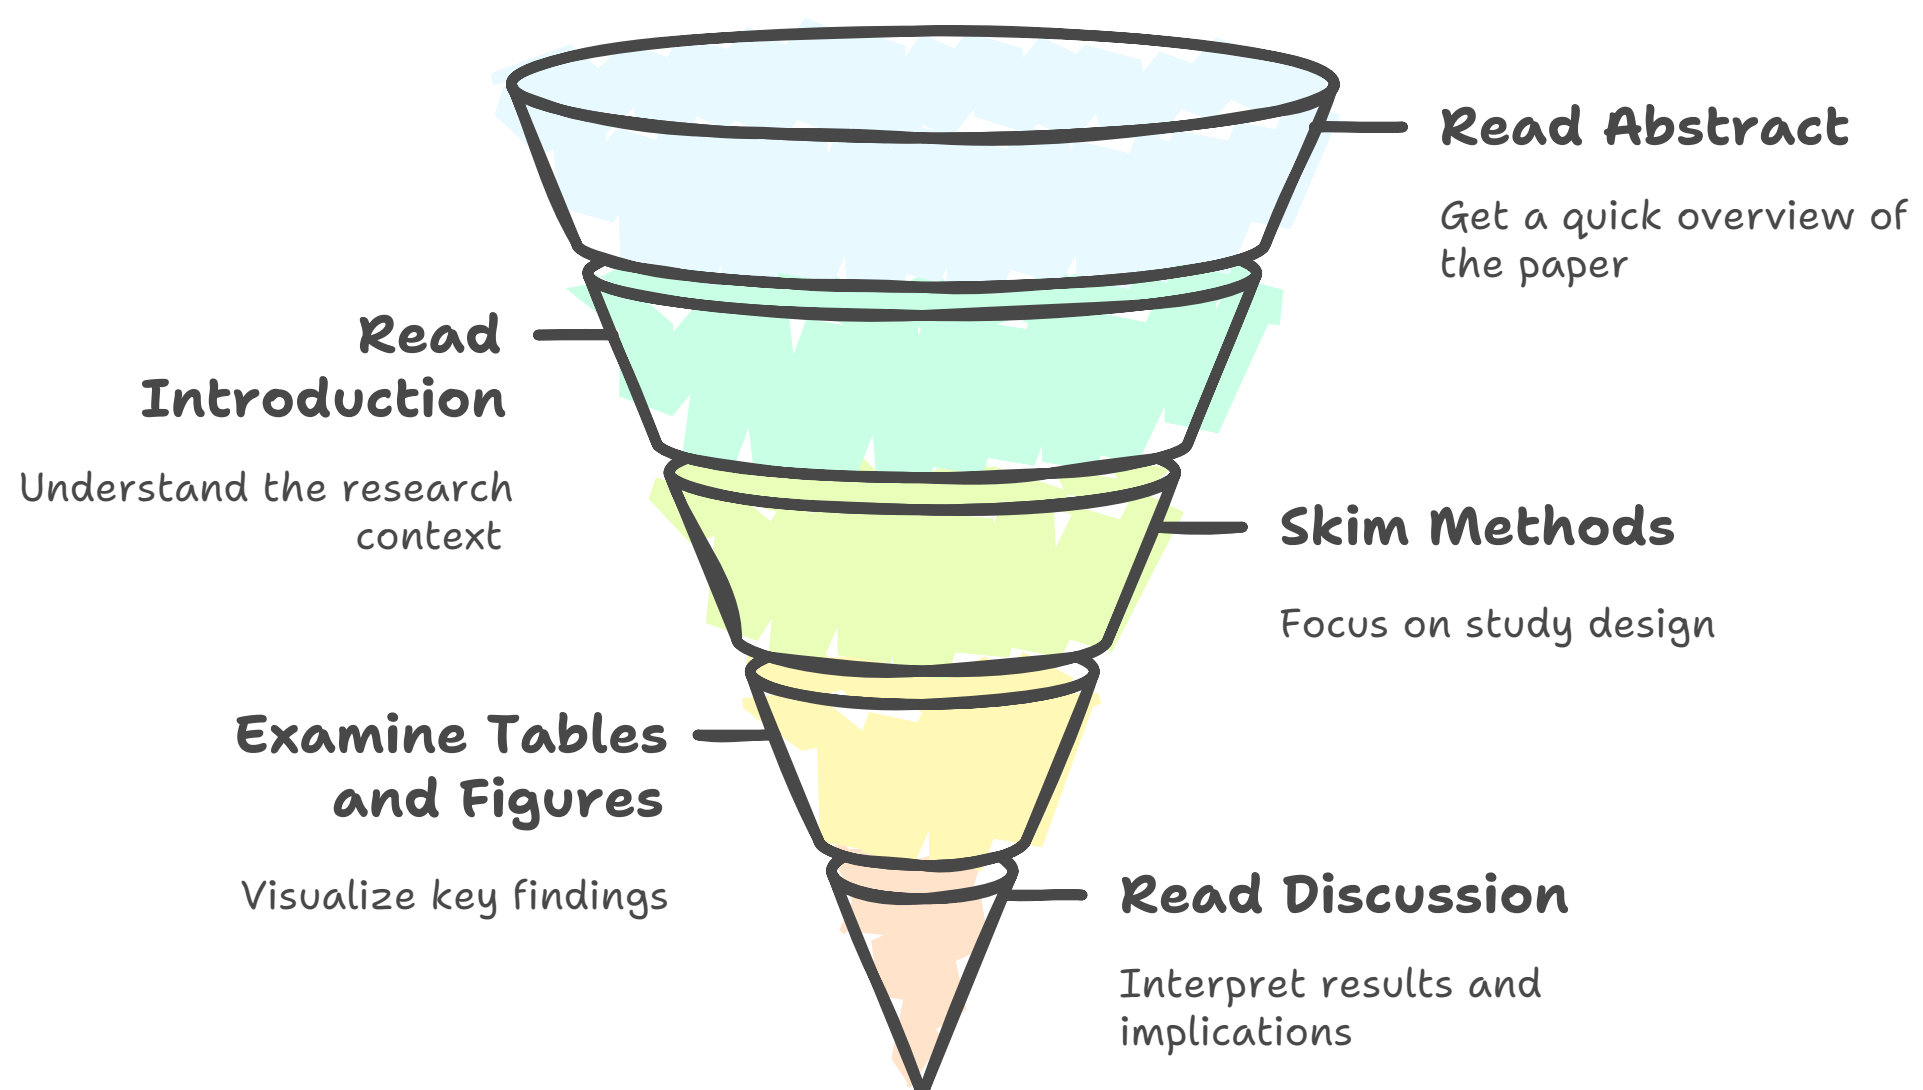 Read Abstract
Get a quick overview of
the paper
Read
Introduction
Understand the research
context
Skim Methods
Focus on study design
Examine Tables
and Figures
Visualize key findings
Read Discussion
Interpret results and
implications